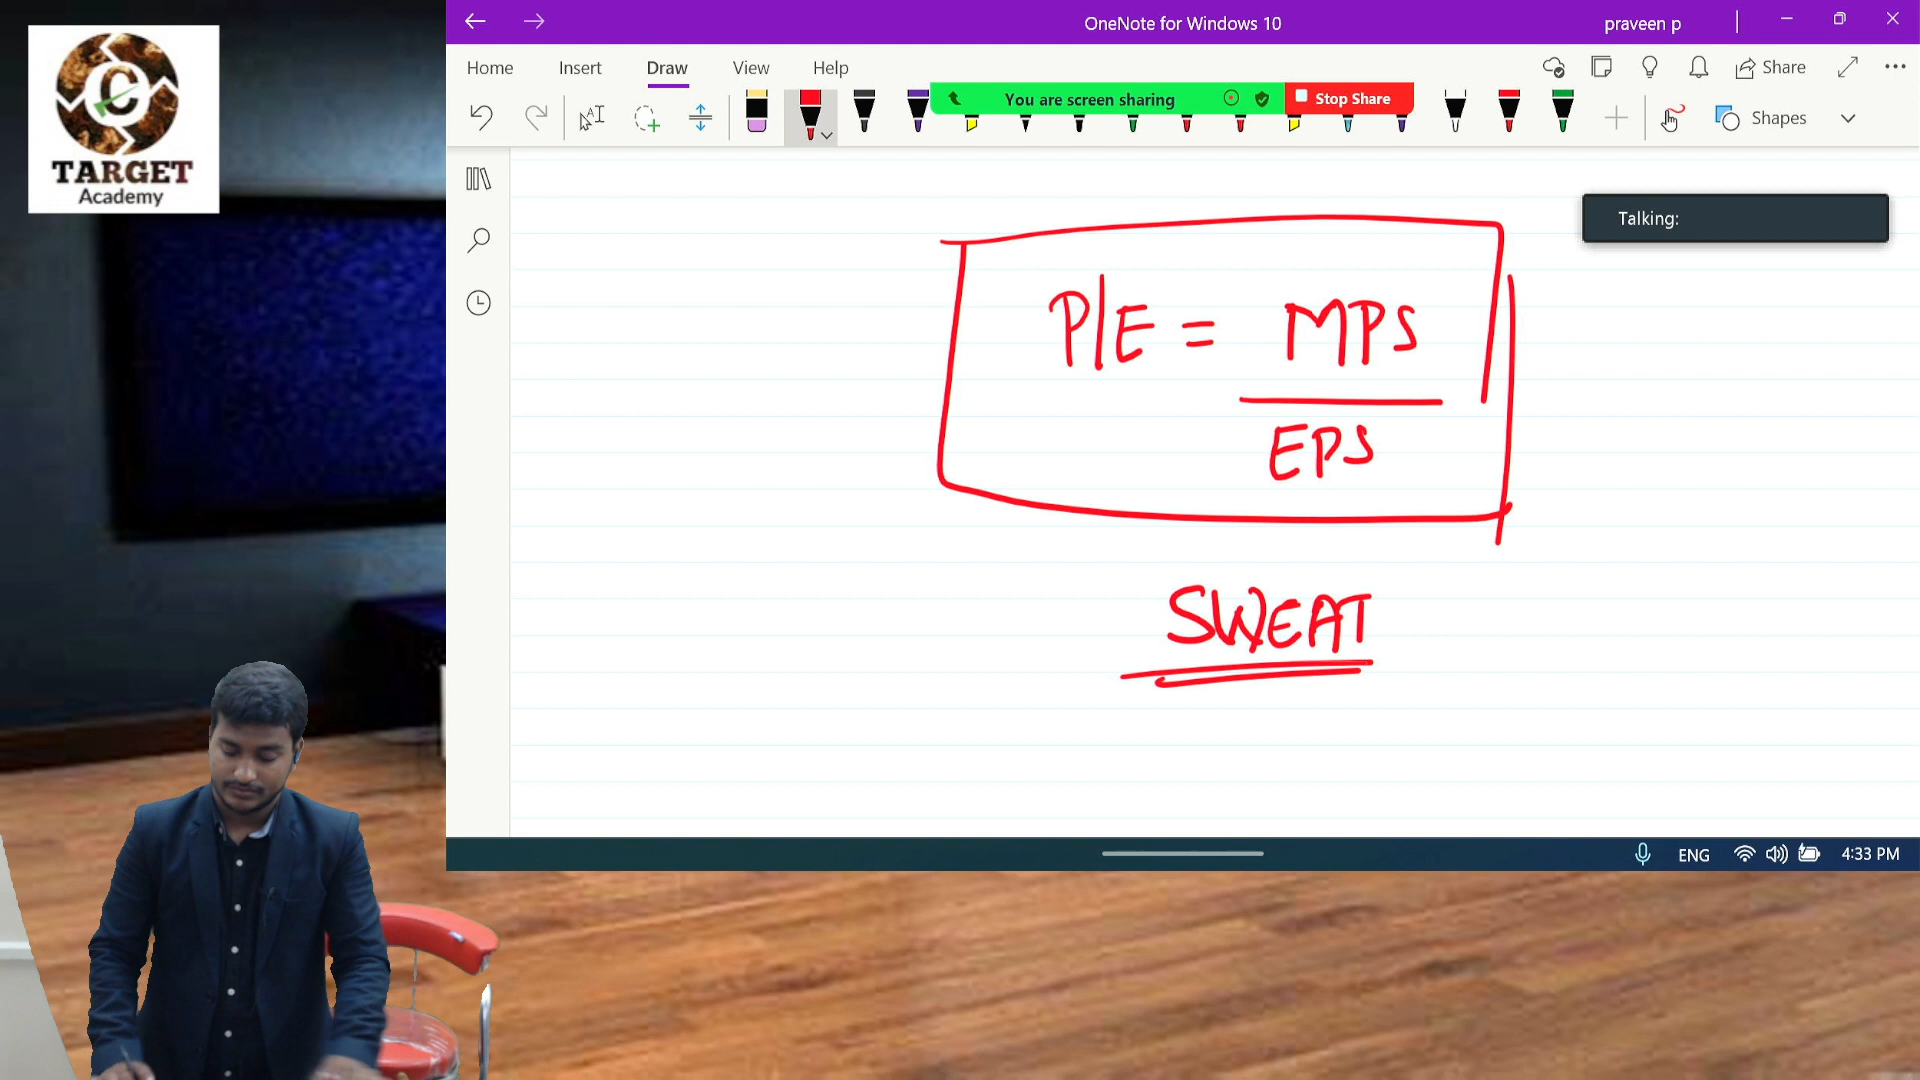 TARGET
Academy
OneNote for Windows 10
praveen p
Home Insert Draw View Help
Share
You are screen sharing
Stop Share
Shapes
Talking:
P/E = MPS
EPS
SWEAT
ENG
4:33 PM